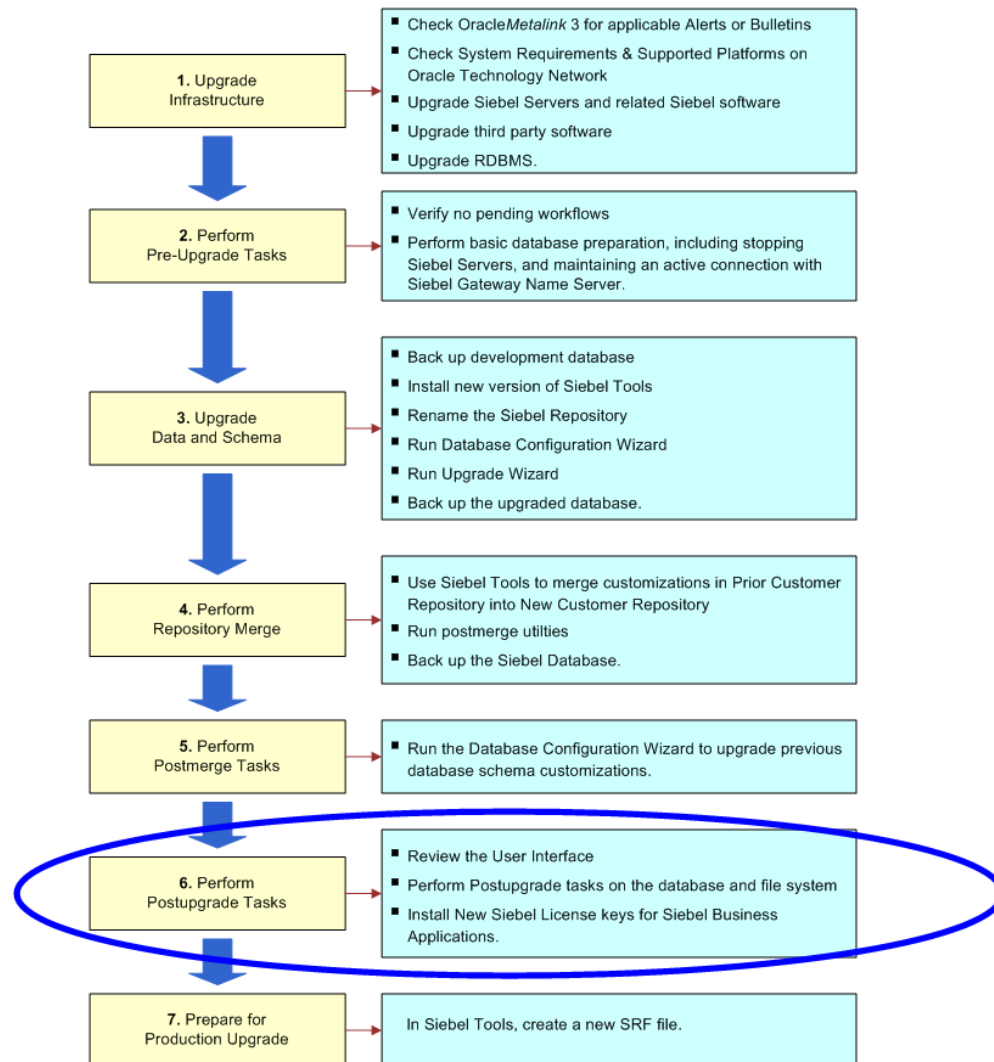 1. Upgrade
Infrastructure
▪ Check OracleMetalink 3 for applicable Alerts or Bulletins
▪ Check System Requirements & Supported Platforms on
Oracle Technology Network
▪ Upgrade Siebel Servers and related Siebel software
▪ Upgrade third party software
▪ Upgrade RDBMS.
2. Perform
Pre-Upgrade Tasks
▪ Verify no pending workflows
▪ Perform basic database preparation, including stopping
Siebel Servers, and maintaining an active connection with
Siebel Gateway Name Server.
3. Upgrade
Data and Schema
▪ Back up development database
▪ Install new version of Siebel Tools
▪ Rename the Siebel Repository
▪ Run Database Configuration Wizard
▪ Run Upgrade Wizard
▪ Back up the upgraded database.
4. Perform
Repository Merge
▪ Use Siebel Tools to merge customizations in Prior Customer
Repository into New Customer Repository
▪ Run postmerge utilties
▪ Back up the Siebel Database.
5. Perform
Postmerge Tasks
▪ Run the Database Configuration Wizard to upgrade previous
database schema customizations.
6. Perform
Postupgrade Tasks
▪ Review the User Interface
▪ Perform Postupgrade tasks on the database and file system
▪ Install New Siebel License keys for Siebel Business
Applications.
7. Prepare for
Production Upgrade
In Siebel Tools, create a new SRF file.